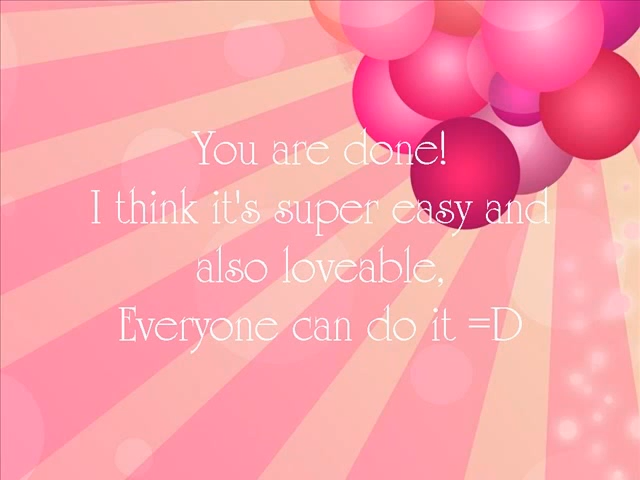 You are done!
I think it's super easy and
also loveable,
Everyone can do it =D